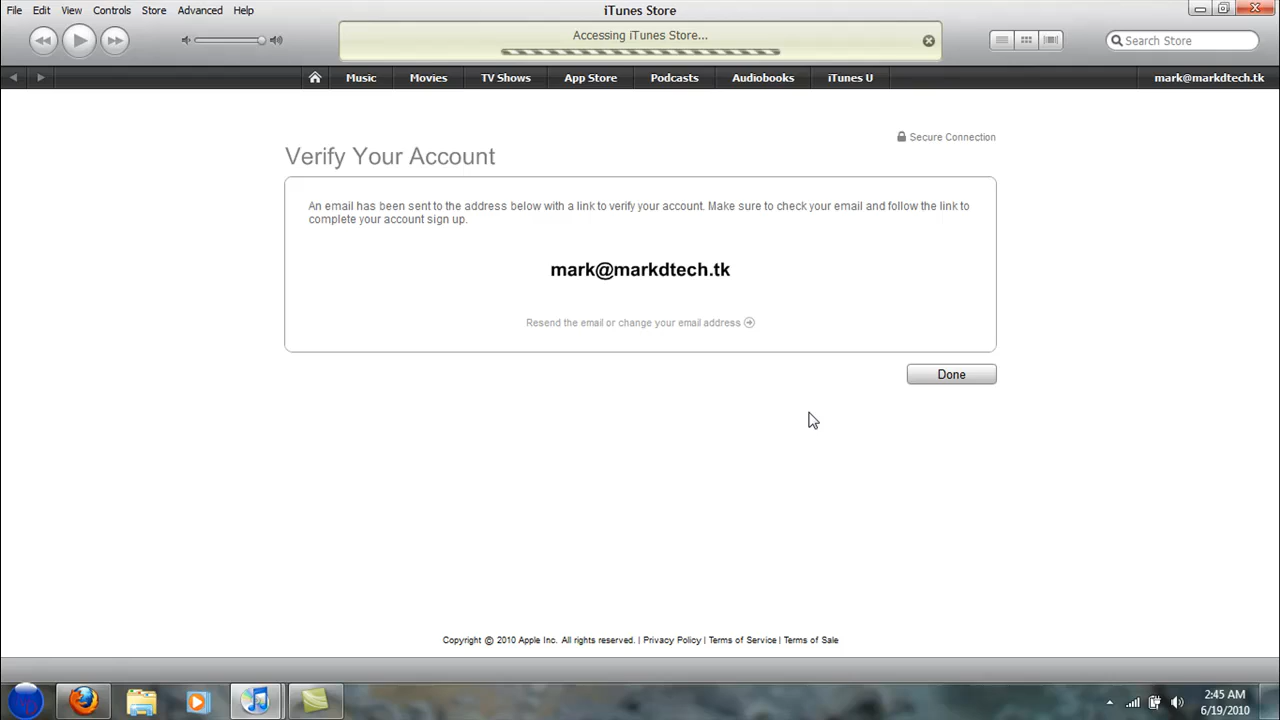 File Edit View Controls Store Advanced Help
iTunes Store
Accessing iTunes Store...
Search Store
Music Movies TV Shows App Store Podcasts Audiobooks iTunes U mark@markdtech.tk
Secure Connection
Verify Your Account
An email has been sent to the address below with a link to verify your account. Make sure to check your email and follow the link to
complete your account sign up.
mark@markdtech.tk
Resend the email or change your email address
Done
Copyright © 2010 Apple Inc. All rights reserved. | Privacy Policy | Terms of Service | Terms of Sale
2:45 AM
6/19/2010